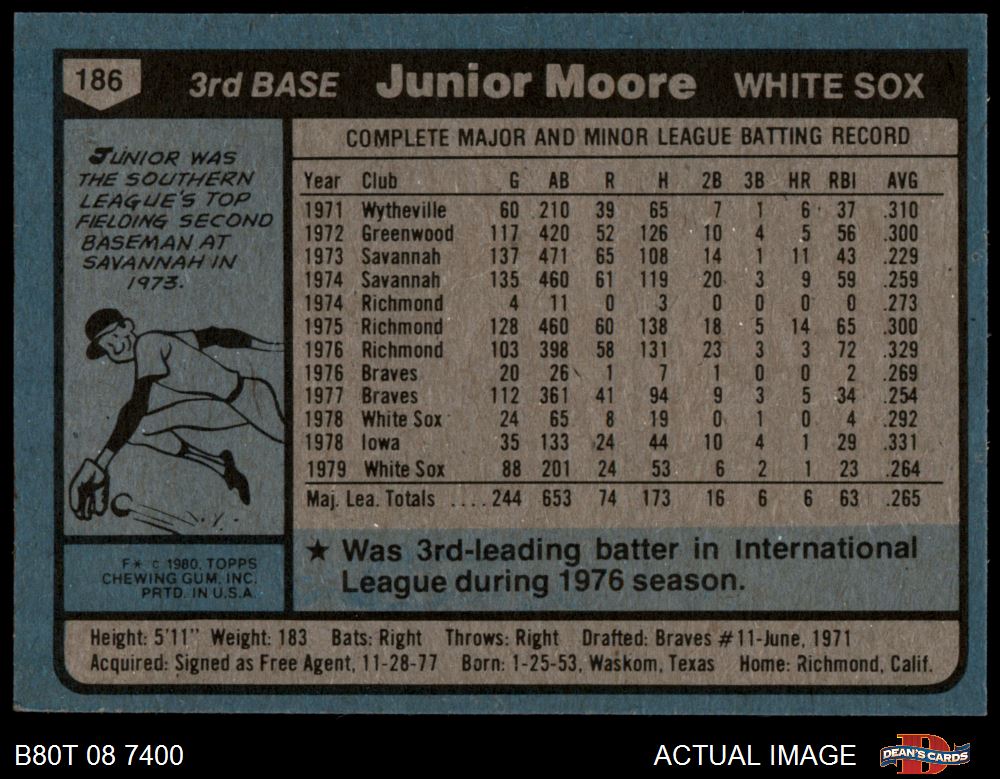 186 3rd BASE Junior Moore WHITE SOX
JUNIOR WAS
THE SOUTHERN
LEAGUE'S TOP
FIELDING SECOND
BASEMAN AT
SAVANNAH IN
1973.
F* © 1980. TOPPS
CHEWING GUM, INC.
PRTD. IN U.S.A.
COMPLETE MAJOR AND MINOR LEAGUE BATTING RECORD
Year Club G AB R H 2B 3B HR RBI AVG
1971 Wytheville 60 210 39 65 7 1 6 37 .310
1972 Greenwood 117 420 52 126 10 4 5 56 .300
1973 Savannah 137 471 65 108 14 1 11 43 .229
1974 Savannah 135 460 61 119 20 3 9 59 .259
1974 Richmond 4 11 0 3 0 0 0 0 .273
1975 Richmond 128 460 60 138 18 5 14 65 .300
1976 Richmond 103 398 58 131 23 3 3 72 .329
1976 Braves 20 26 1 7 1 0 0 2 .269
1977 Braves 112 361 41 94 9 3 5 34 .254
1978 White Sox 24 65 8 19 0 1 0 4 .292
1978 Iowa 35 133 24 44 10 4 1 29 .331
1979 White Sox 88 201 24 53 6 2 1 23 .264
Maj. Lea. Totals ....244 653 74 173 16 6 6 63 .265
★ Was 3rd-leading batter in International
League during 1976 season.
Height: 5'11" Weight: 183 Bats: Right Throws: Right Drafted: Braves #11-June, 1971
Acquired: Signed as Free Agent, 11-28-77 Born: 1-25-53, Waskom, Texas Home: Richmond, Calif.
B80T 08 7400 ACTUAL IMAGE DEAN'S CARDS